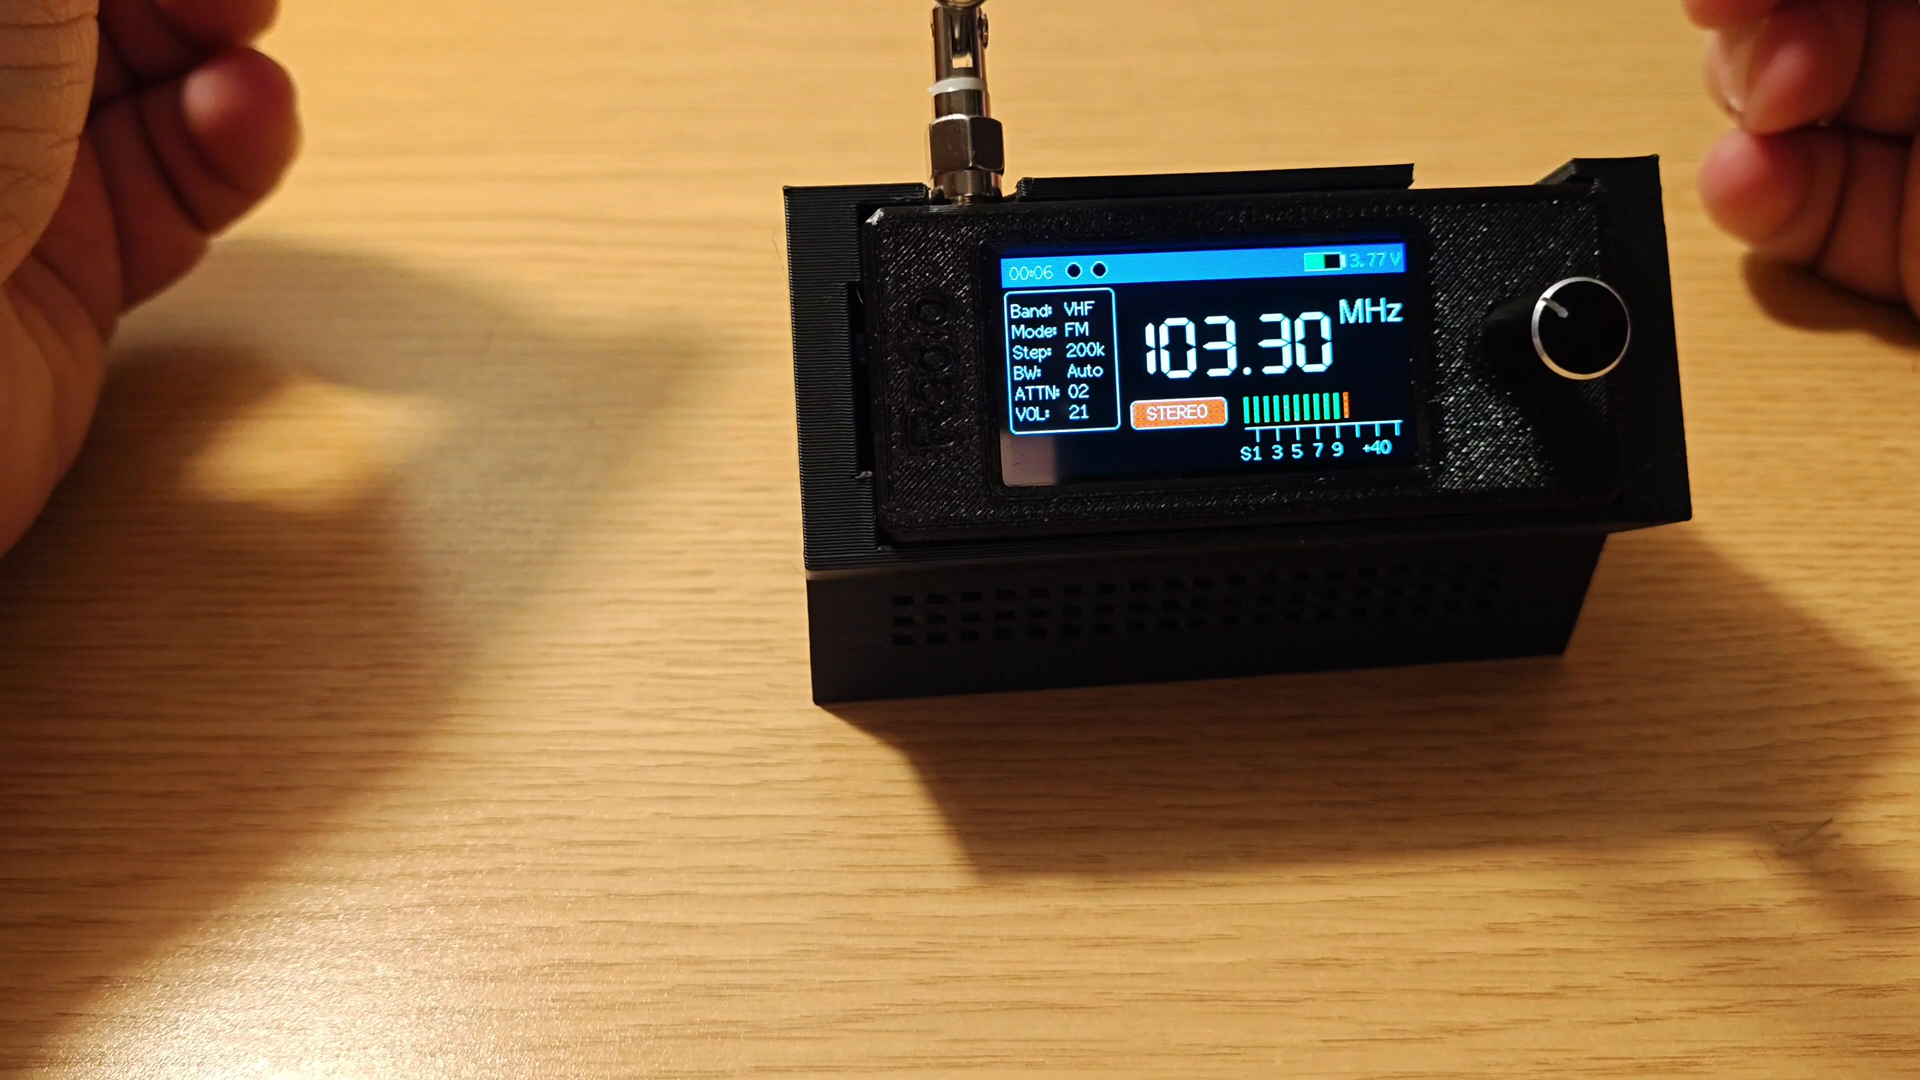 00:06 3.77V
Band: VHF
Mode: FM
Step: 200k
BW: Auto
ATTN: 02
VOL: 21
103.30 MHz
STEREO
S1 3 5 7 9 +40
Radio